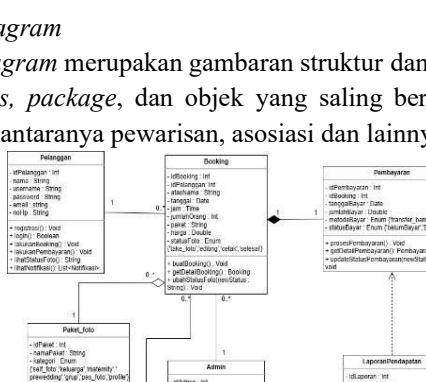 agram
agram merupakan gambaran struktur dan
s, package, dan objek yang saling ber
antaranya pewarisan, asosiasi dan lainny
Pelanggan
- idPelanggan : Int
- nama : String
- username : String
- password : String
- email : string
- noHp : String
+ registrasi() : Void
+ login() : Boolean
+ lakukanBooking() : Void
+ lakukanPembayaran() : Void
+ lihatStatusFoto() : String
+ lihatNotifikasi() : List<Notifikasi>
1
0..*
Booking
- idBooking : Int
- idPelanggan : Int
- atasNama : String
- tanggal : Date
- jam : Time
- jumlahOrang : Int
- paket : String
- harga : Double
- statusFoto : Enum
('take_foto','editing','cetak','selesai')
+ buatBooking() : Void
+ getDetailBooking() : Booking
+ ubahStatusFoto(newStatus :
String) : Void
1
1
Pembayaran
- idPembayaran : Int
- idBooking : Int
- tanggalBayar : Date
- jumlahBayar : Double
- metodeBayar : Enum ('transfer_ban
- statusBayar : Enum ('belumBayar','
+ prosesPembayaran() : Void
+ getDetailPembayaran() : Pembayar
+ updateStatusPembayaran(newStatu
void
0..*
0..*
0..*
1
Paket_foto
- idPaket : Int
- namaPaket : String
- kategori : Enum
('self_foto','keluarga','maternity','
prewedding','grup','pas_foto','profile')
1
Admin
- idAdmin : Int
LaporanPendapatan
- idLaporan : Int